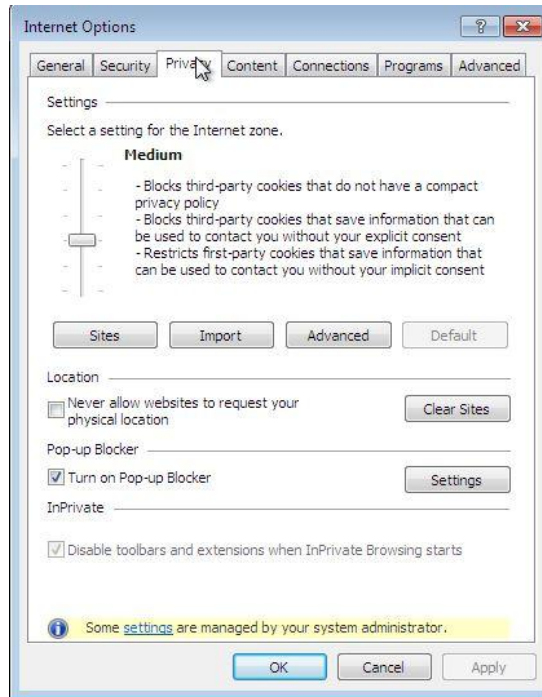 Internet Options
General Security Privacy Content Connections Programs Advanced
Settings
Select a setting for the Internet zone.
Medium
- Blocks third-party cookies that do not have a compact
privacy policy
- Blocks third-party cookies that save information that can
be used to contact you without your explicit consent
- Restricts first-party cookies that save information that
can be used to contact you without your implicit consent
Sites Import Advanced Default
Location
Never allow websites to request your
physical location
Clear Sites
Pop-up Blocker
Turn on Pop-up Blocker
Settings
InPrivate
Disable toolbars and extensions when InPrivate Browsing starts
Some settings are managed by your system administrator.
OK Cancel Apply